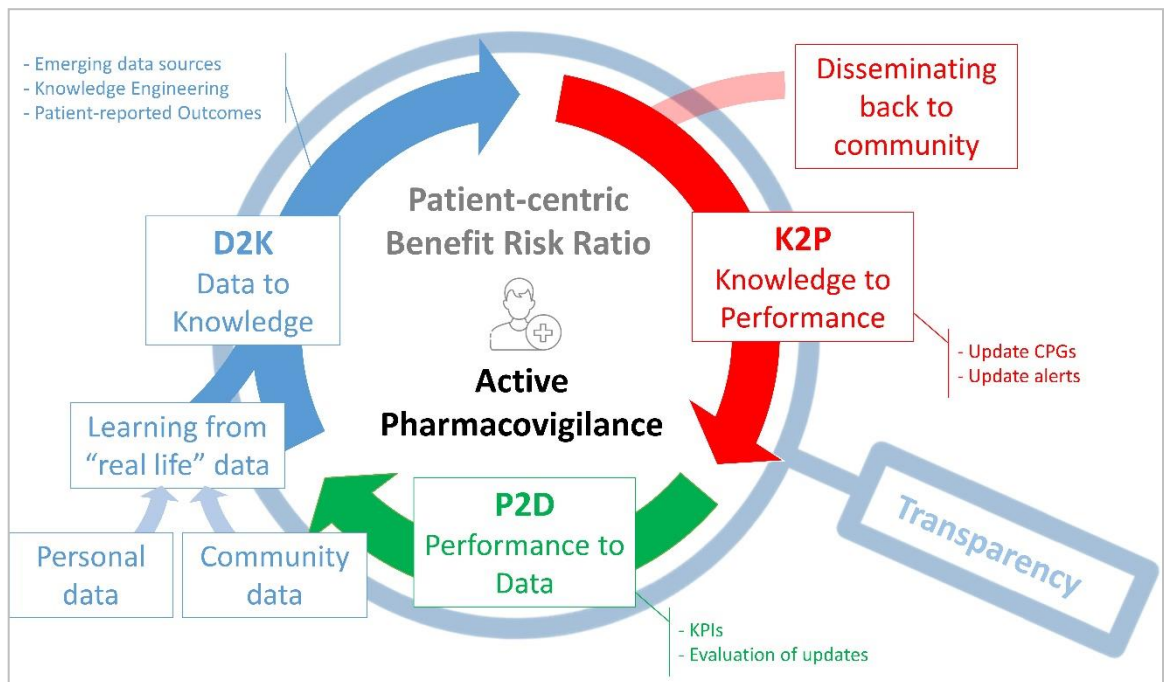 - Emerging data sources
- Knowledge Engineering
- Patient-reported Outcomes
Disseminating
back to
community
Patient-centric
Benefit Risk Ratio
D2K
Data to
Knowledge
K2P
Knowledge to
Performance
- Update CPGs
- Update alerts
Active
Pharmacovigilance
Learning from
“real life” data
P2D
Performance to
Data
Transparency
Personal
data
Community
data
- KPIs
- Evaluation of updates